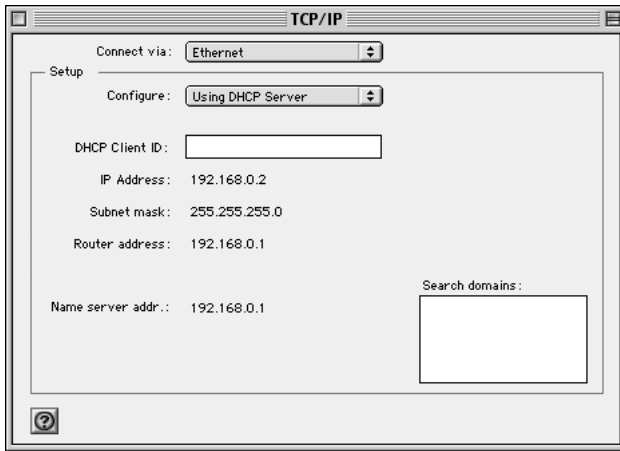 TCP/IP
Connect via: Ethernet
Setup
Configure: Using DHCP Server
DHCP Client ID:
IP Address: 192.168.0.2
Subnet mask: 255.255.255.0
Router address: 192.168.0.1
Search domains:
Name server addr.: 192.168.0.1
?